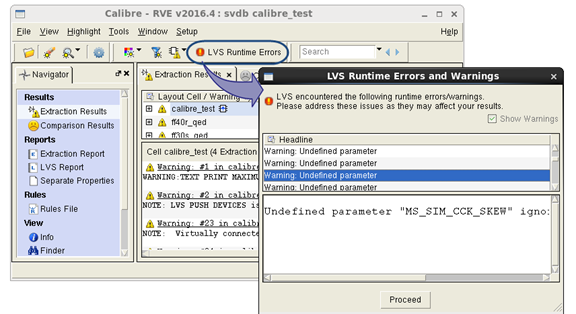 Calibre - RVE v2016.4 : svdb calibre_test
File View Highlight Tools Window Setup Help
LVS Runtime Errors
Search
Navigator
Results
Extraction Results
Comparison Results
Reports
Extraction Report
LVS Report
Separate Properties
Rules
Rules File
View
Info
Finder
Extraction Results
Layout Cell / Warning
calibre_test
ff40r_qed
ff30s_qed
Cell calibre_test (4 Extraction
Warning: #1 in calibr
WARNING:TEXT PRINT MAXIMU
Warning: #2 in calibr
NOTE: LVS PUSH DEVICES is
Warning: #23 in calib
NOTE: Virtually connecte
LVS Runtime Errors and Warnings
LVS encountered the following runtime errors/warnings.
Please address these issues as they may affect your results.
Show Warnings
Headline
Warning: Undefined parameter
Warning: Undefined parameter
Warning: Undefined parameter
Warning: Undefined parameter
Undefined parameter "MS_SIM_CCK_SKEW" igno
Proceed